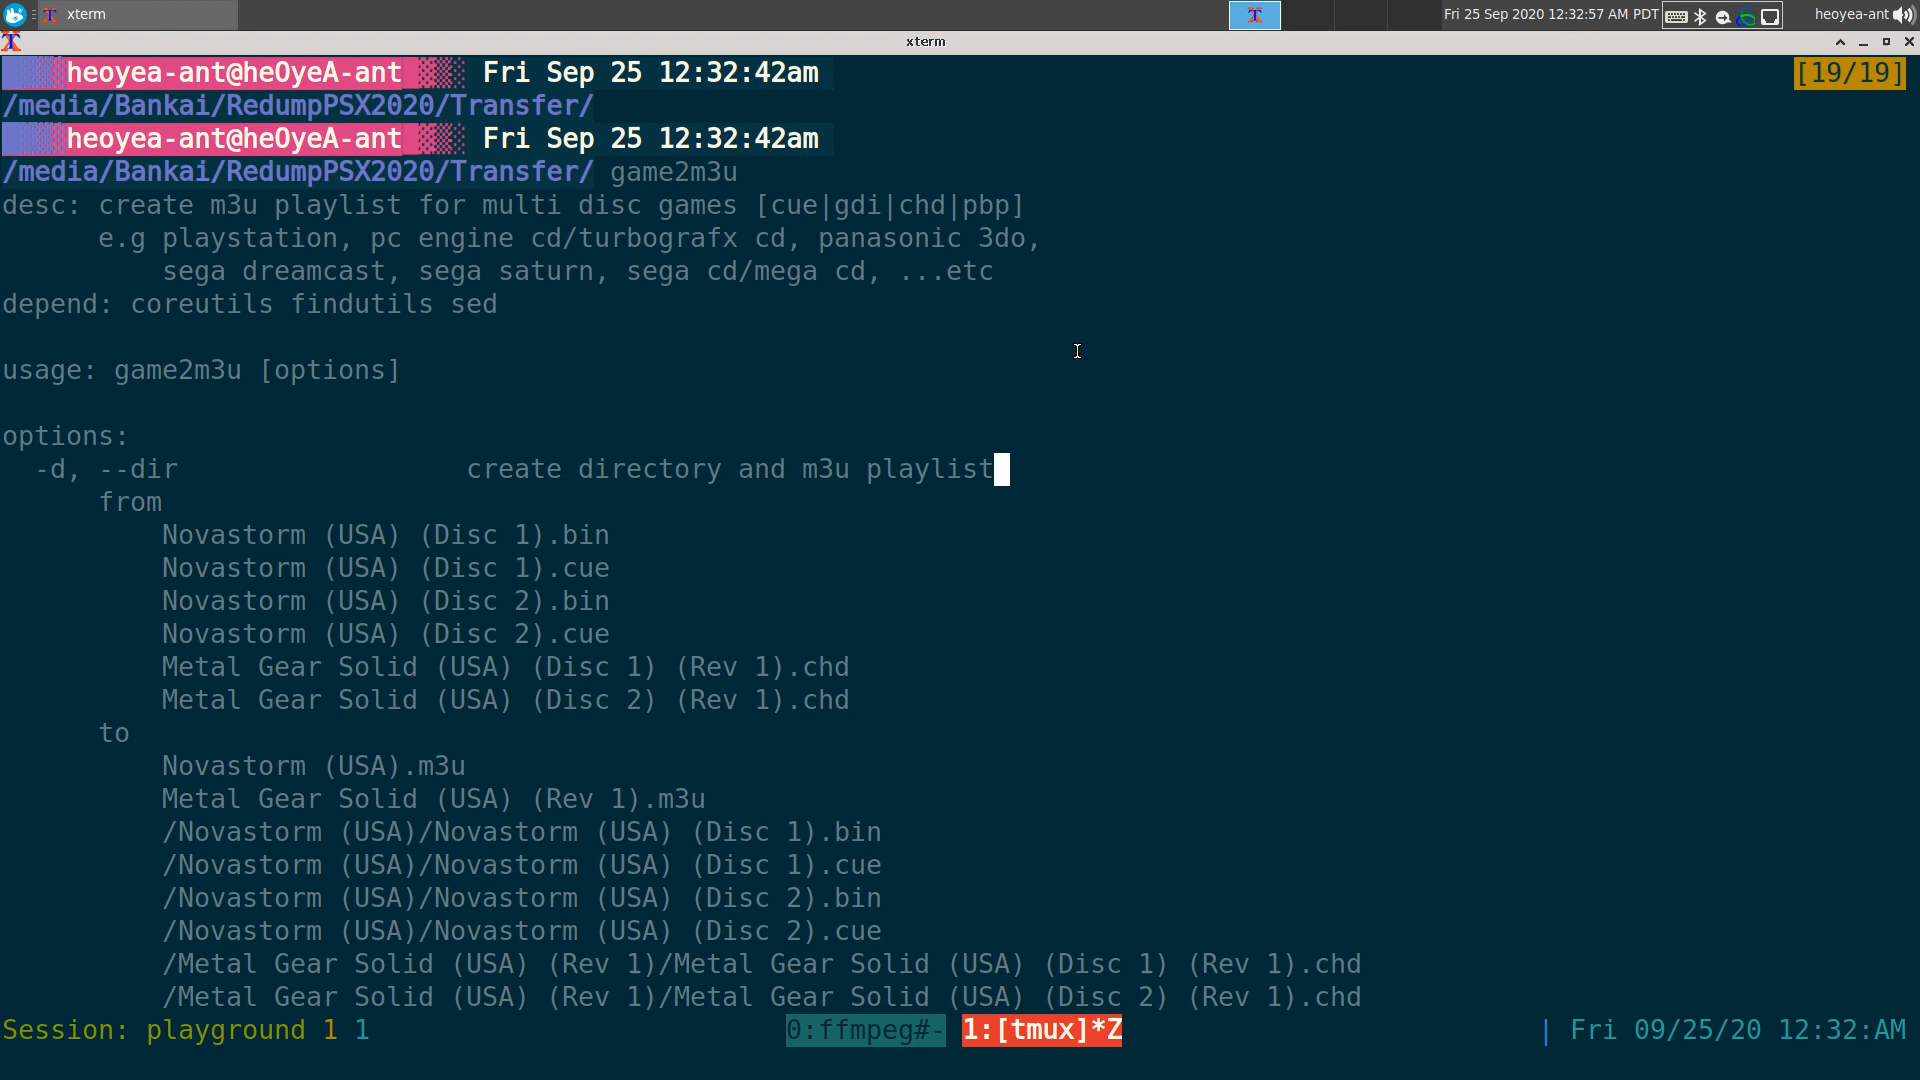 xterm
Fri 25 Sep 2020 12:32:57 AM PDT
heoyea-ant
xterm
heoyea-ant@heOyeA-ant Fri Sep 25 12:32:42am
[19/19]
/media/Bankai/RedumpPSX2020/Transfer/
heoyea-ant@heOyeA-ant Fri Sep 25 12:32:42am
/media/Bankai/RedumpPSX2020/Transfer/ game2m3u
desc: create m3u playlist for multi disc games [cue|gdi|chd|pbp]
e.g playstation, pc engine cd/turbografx cd, panasonic 3do,
sega dreamcast, sega saturn, sega cd/mega cd, ...etc
depend: coreutils findutils sed
usage: game2m3u [options]
options:
-d, --dir create directory and m3u playlist
from
Novastorm (USA) (Disc 1).bin
Novastorm (USA) (Disc 1).cue
Novastorm (USA) (Disc 2).bin
Novastorm (USA) (Disc 2).cue
Metal Gear Solid (USA) (Disc 1) (Rev 1).chd
Metal Gear Solid (USA) (Disc 2) (Rev 1).chd
to
Novastorm (USA).m3u
Metal Gear Solid (USA) (Rev 1).m3u
/Novastorm (USA)/Novastorm (USA) (Disc 1).bin
/Novastorm (USA)/Novastorm (USA) (Disc 1).cue
/Novastorm (USA)/Novastorm (USA) (Disc 2).bin
/Novastorm (USA)/Novastorm (USA) (Disc 2).cue
/Metal Gear Solid (USA) (Rev 1)/Metal Gear Solid (USA) (Disc 1) (Rev 1).chd
/Metal Gear Solid (USA) (Rev 1)/Metal Gear Solid (USA) (Disc 2) (Rev 1).chd
Session: playground 1 1 0:ffmpeg#- 1:[tmux]*Z | Fri 09/25/20 12:32:AM